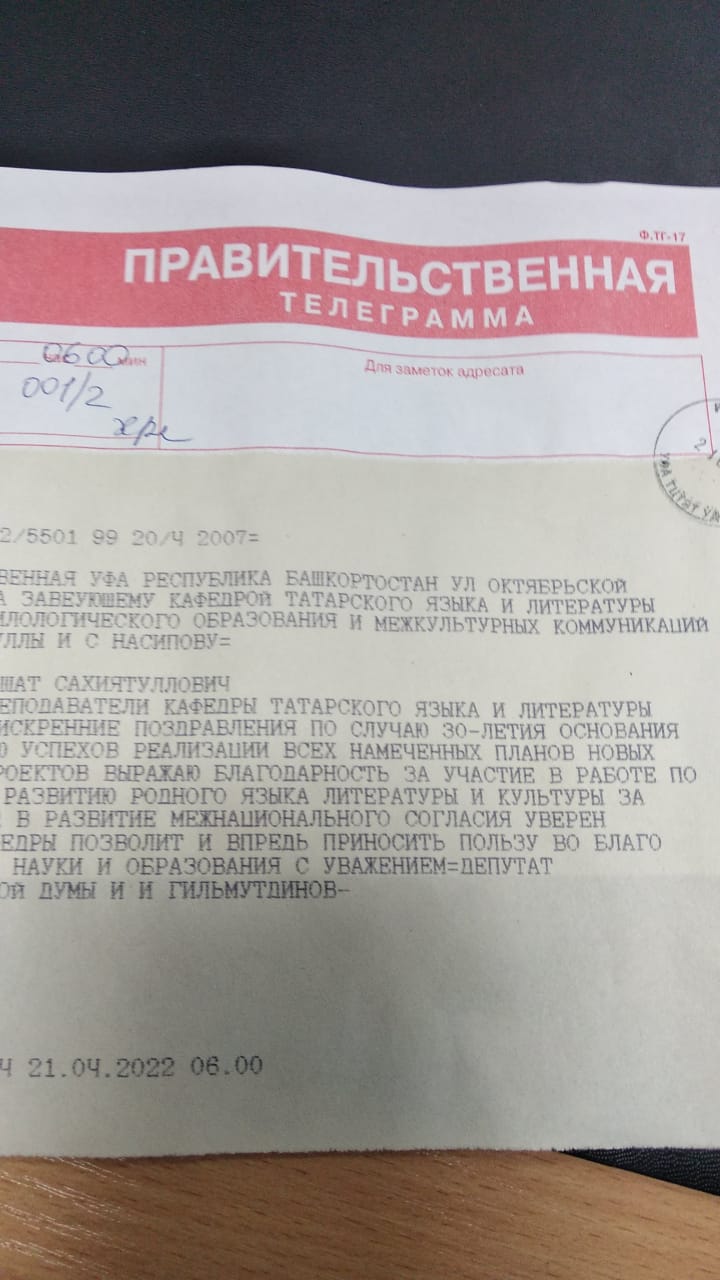 Ф.ТГ-17
ПРАВИТЕЛЬСТВЕННАЯ
ТЕЛЕГРАММА
0600 мин
Для заметок адресата
001/2
2/5501 99 20/Ч 2007=
ВЕННАЯ УФА РЕСПУБЛИКА БАШКОРТОСТАН УЛ ОКТЯБРЬСКОЙ
А ЗАВЕУЮШЕМУ КАФЕДРОЙ ТАТАРСКОГО ЯЗЫКА И ЛИТЕРАТУРЫ
ИЛОЛОГИЧЕСКОГО ОБРАЗОВАНИЯ И МЕЖКУЛЬТУРНЫХ КОММУНИКАЦИЙ
УЛЛЫ И С НАСИПОВУ=
ШАТ САХИЯТУЛЛОВИЧ
ЕПОДАВАТЕЛИ КАФЕДРЫ ТАТАРСКОГО ЯЗЫКА И ЛИТЕРАТУРЫ
ИСКРЕННИЕ ПОЗДРАВЛЕНИЯ ПО СЛУЧАЮ 30-ЛЕТИЯ ОСНОВАНИЯ
Ю УСПЕХОВ РЕАЛИЗАЦИИ ВСЕХ НАМЕЧЕННЫХ ПЛАНОВ НОВЫХ
РОЕКТОВ ВЫРАЖАЮ БЛАГОДАРНОСТЬ ЗА УЧАСТИЕ В РАБОТЕ ПО
РАЗВИТИЮ РОДНОГО ЯЗЫКА ЛИТЕРАТУРЫ И КУЛЬТУРЫ ЗА
В РАЗВИТИЕ МЕЖНАЦИОНАЛЬНОГО СОГЛАСИЯ УВЕРЕН
ЕДРЫ ПОЗВОЛИТ И ВПРЕДЬ ПРИНОСИТЬ ПОЛЬЗУ ВО БЛАГО
НАУКИ И ОБРАЗОВАНИЯ С УВАЖЕНИЕМ=ДЕПУТАТ
ОЙ ДУМЫ И И ГИЛЬМУТДИНОВ-
Ч 21.04.2022 06.00